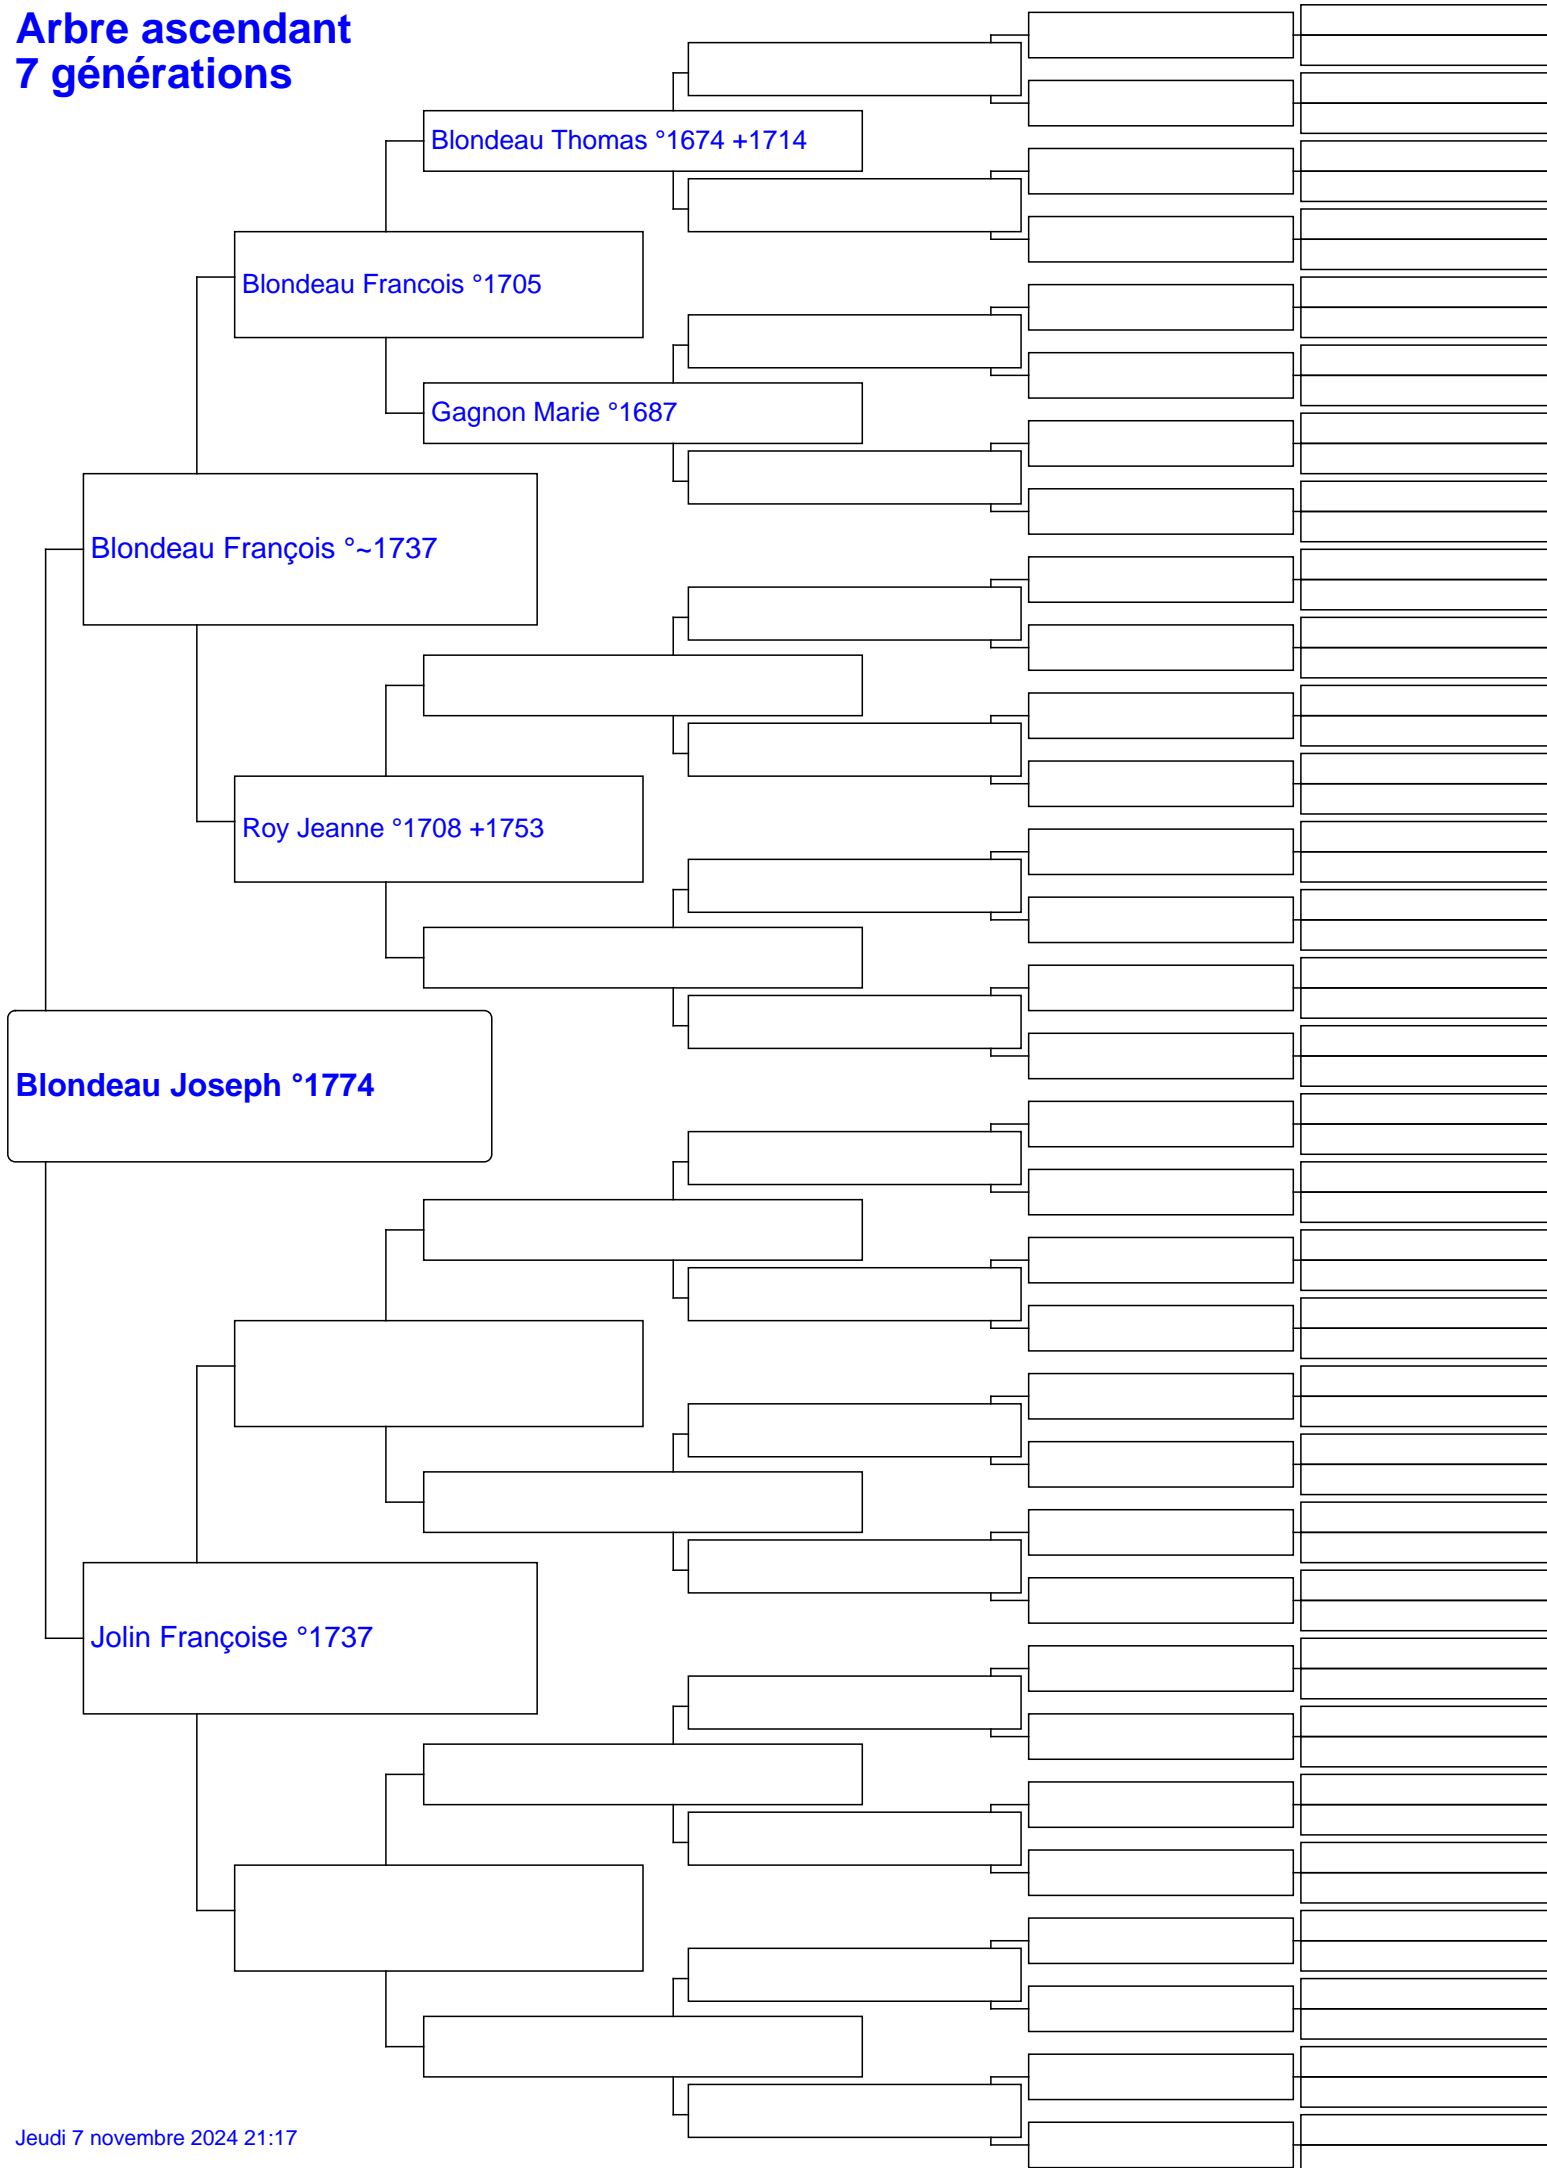 Arbre ascendant
7 générations
Blondeau Thomas °1674 +1714
Blondeau Francois °1705
Gagnon Marie °1687
Blondeau François °~1737
Roy Jeanne °1708 +1753
Blondeau Joseph °1774
Jolin Françoise °1737
Jeudi 7 novembre 2024 21:17